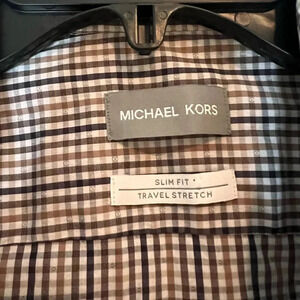 MICHAEL KORS
SLIM FIT
TRAVEL STRETCH